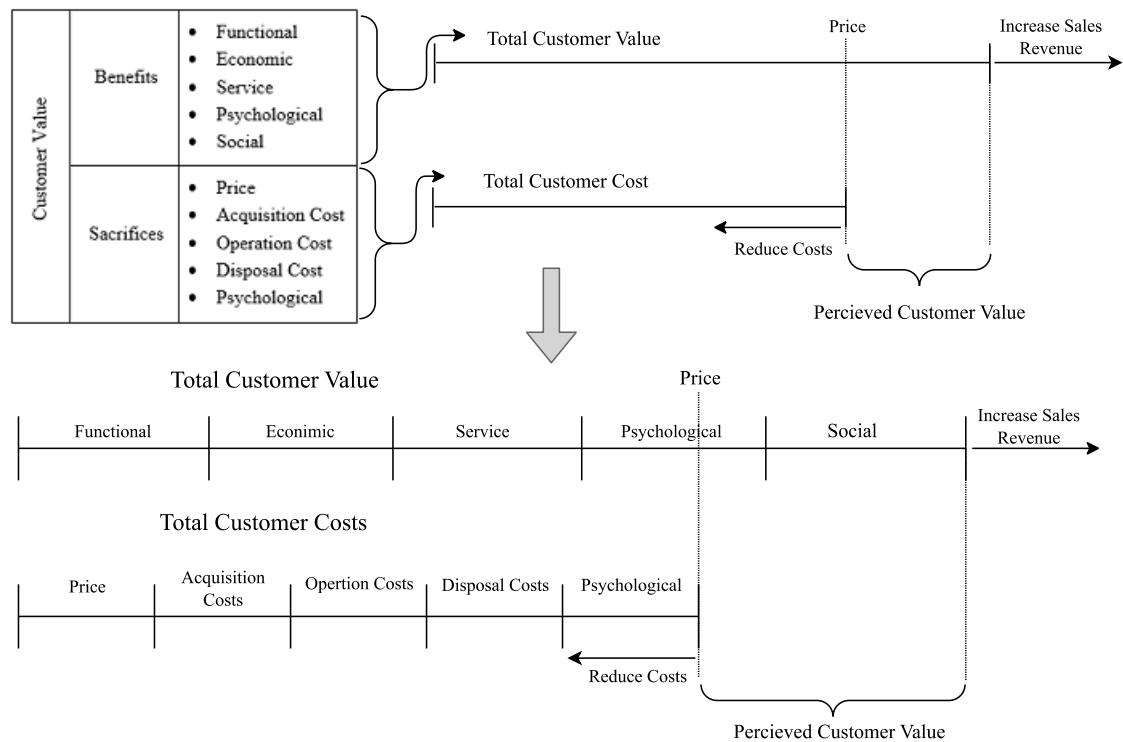 Customer Value
Benefits
Functional
Economic
Service
Psychological
Social
Sacrifices
Price
Acquisition Cost
Operation Cost
Disposal Cost
Psychological
Total Customer Value
Price
Increase Sales
Revenue
Total Customer Cost
Reduce Costs
Percieved Customer Value
Total Customer Value
Price
Functional
Econimic
Service
Psychological
Social
Increase Sales
Revenue
Total Customer Costs
Price
Acquisition
Costs
Opertion Costs
Disposal Costs
Psychological
Reduce Costs
Percieved Customer Value